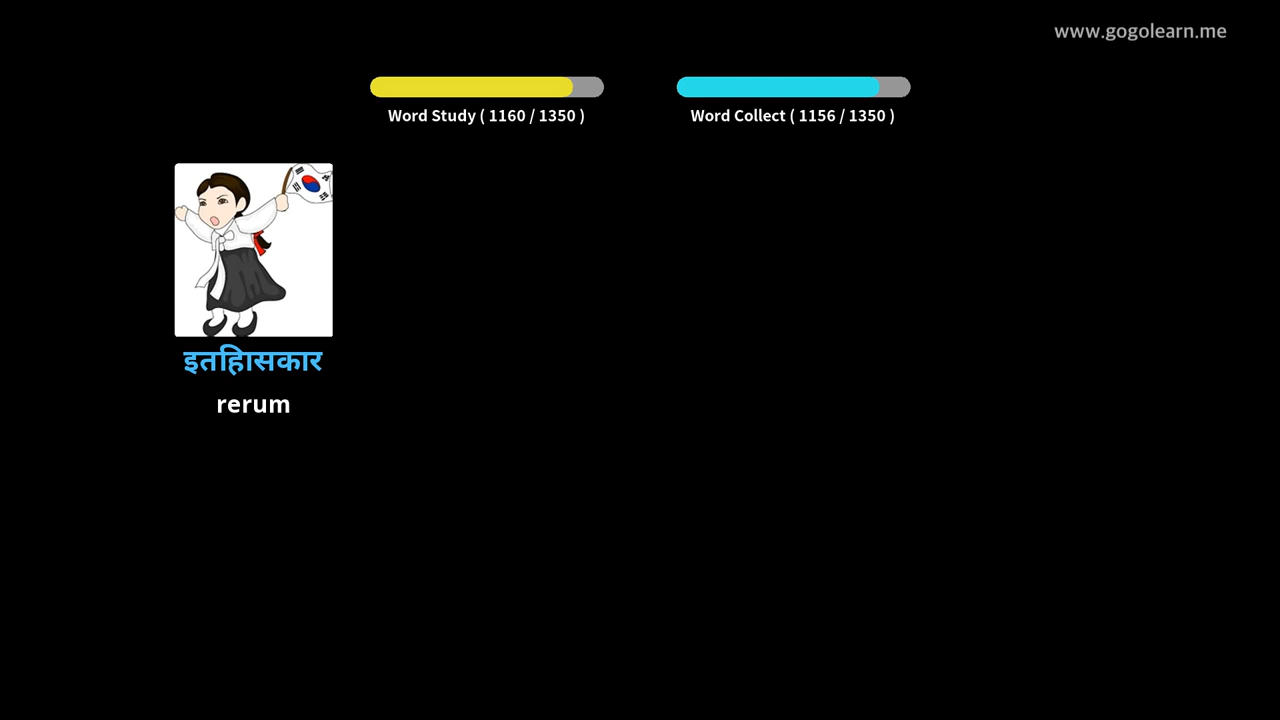 www.gogolearn.me
Word Study ( 1160 / 1350 )
Word Collect ( 1156 / 1350 )
इतिहासकार
rerum